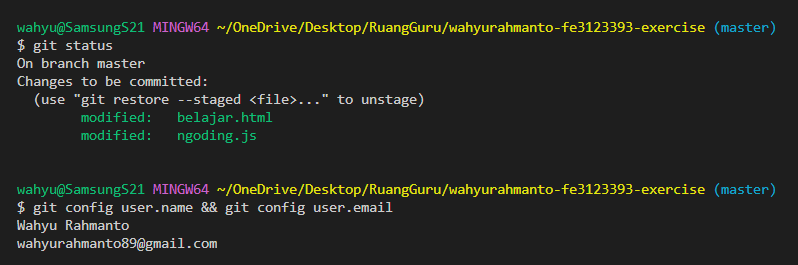 wahyu@SamsungS21 MINGW64 ~/OneDrive/Desktop/RuangGuru/wahyurahmanto-fe3123393-exercise (master)
$ git status
On branch master
Changes to be committed:
  (use "git restore --staged <file>..." to unstage)
        modified:   belajar.html
        modified:   ngoding.js
wahyu@SamsungS21 MINGW64 ~/OneDrive/Desktop/RuangGuru/wahyurahmanto-fe3123393-exercise (master)
$ git config user.name && git config user.email
Wahyu Rahmanto
wahyurahmanto89@gmail.com